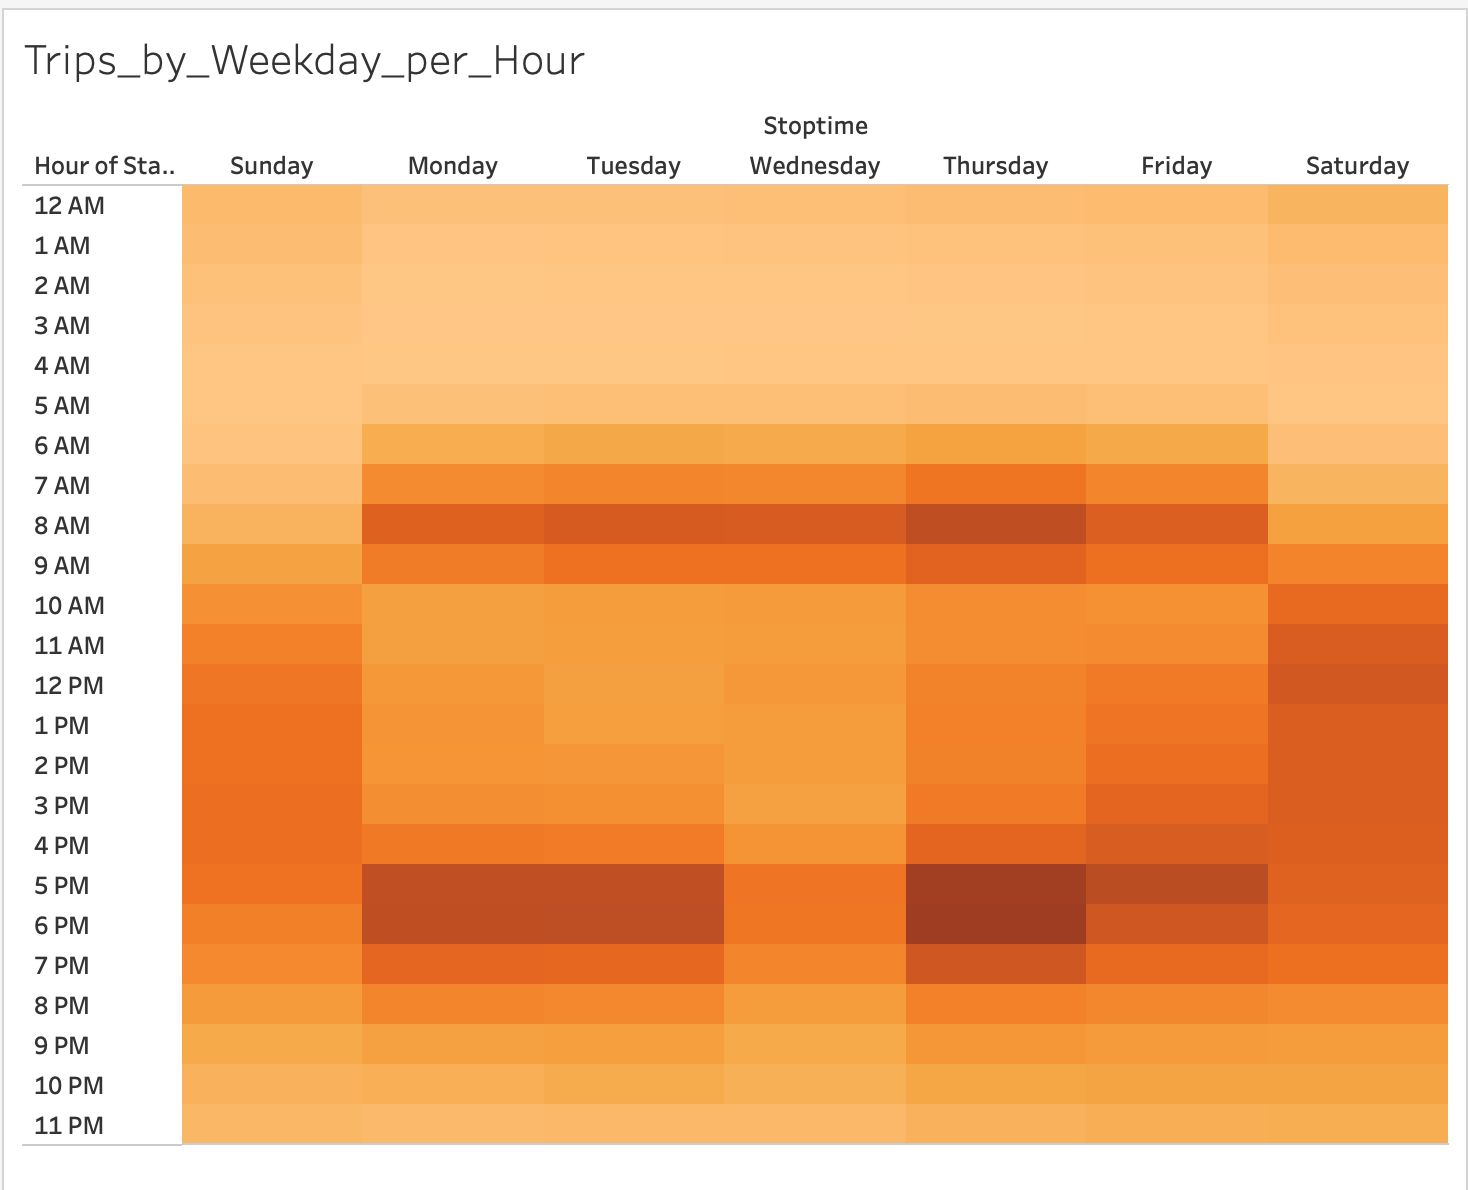 Trips_by_Weekday_per_Hour
Stoptime
Hour of Sta.. Sunday Monday Tuesday Wednesday Thursday Friday Saturday
12 AM
1 AM
2 AM
3 AM
4 AM
5 AM
6 AM
7 AM
8 AM
9 AM
10 AM
11 AM
12 PM
1 PM
2 PM
3 PM
4 PM
5 PM
6 PM
7 PM
8 PM
9 PM
10 PM
11 PM